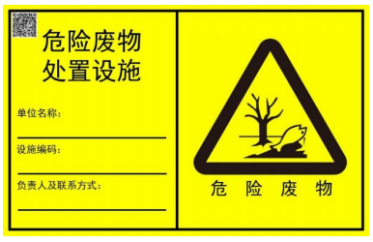 危险废物
处置设施
单位名称：
设施编码：
负责人及联系方式：
危险废物